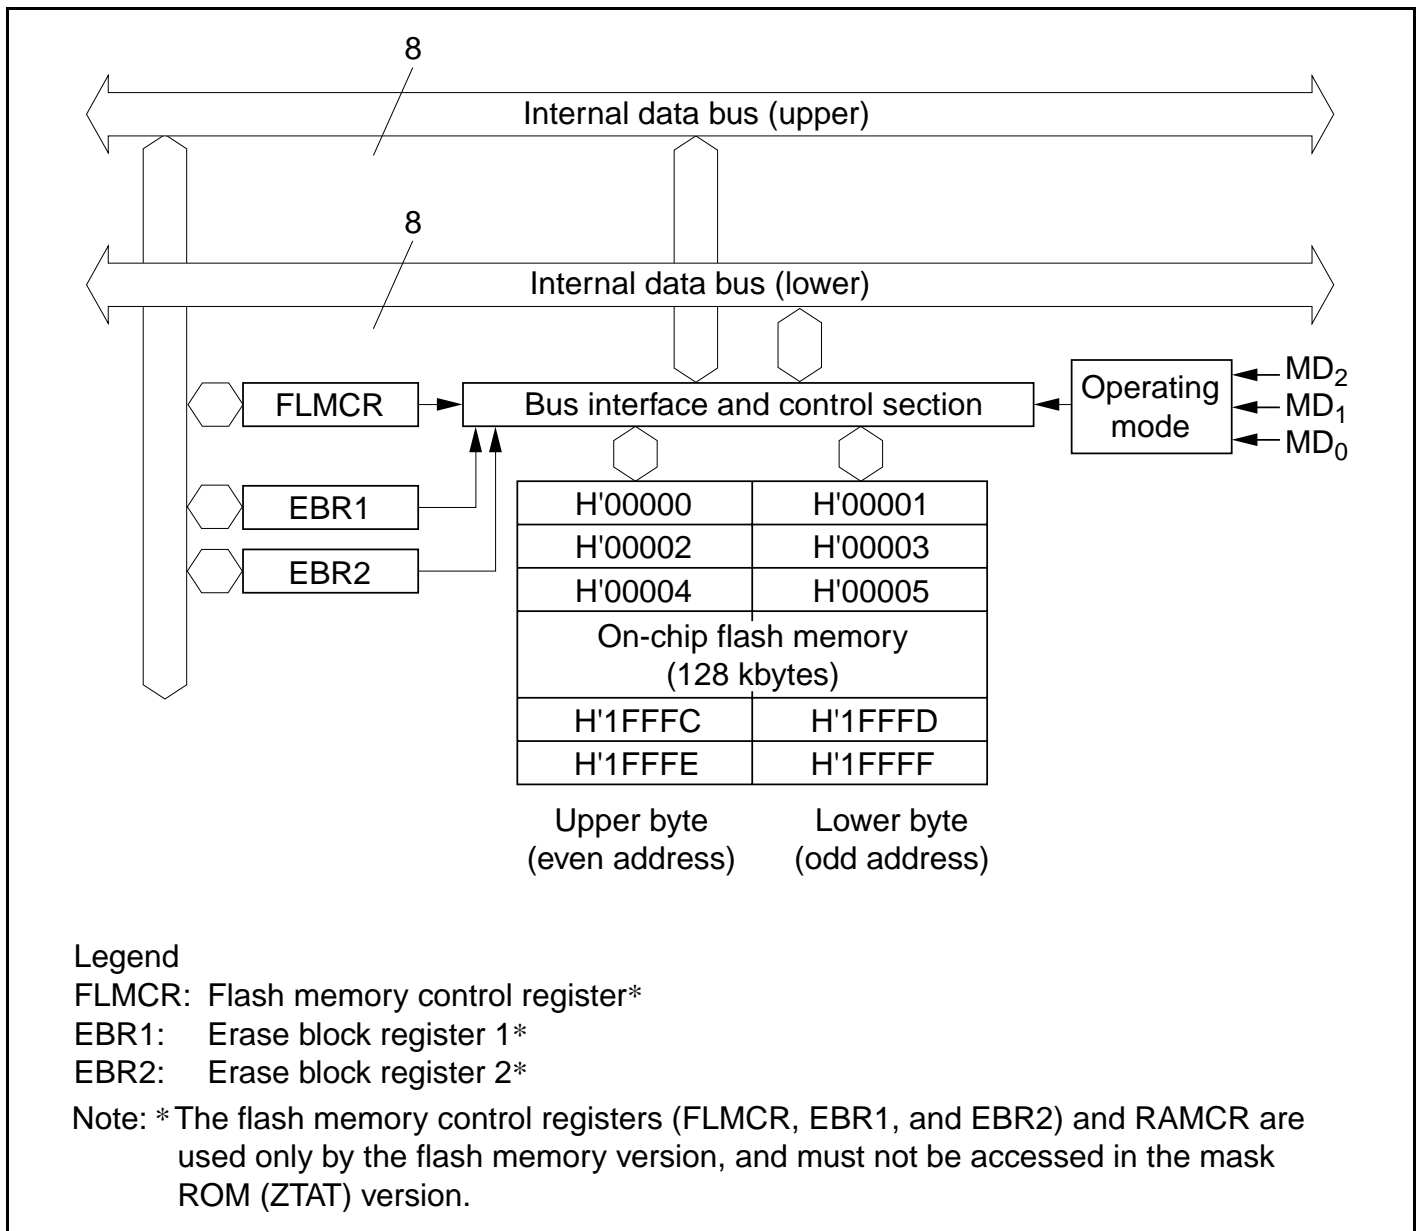 8
Internal data bus (upper)
8
Internal data bus (lower)
FLMCR
Bus interface and control section
Operating
mode
MD2
MD1
MD0
EBR1
EBR2
H'00000 H'00001
H'00002 H'00003
H'00004 H'00005
On-chip flash memory
(128 kbytes)
H'1FFFC H'1FFFD
H'1FFFE H'1FFFF
Upper byte
(even address)
Lower byte
(odd address)
Legend
FLMCR: Flash memory control register*
EBR1: Erase block register 1*
EBR2: Erase block register 2*
Note: * The flash memory control registers (FLMCR, EBR1, and EBR2) and RAMCR are
used only by the flash memory version, and must not be accessed in the mask
ROM (ZTAT) version.